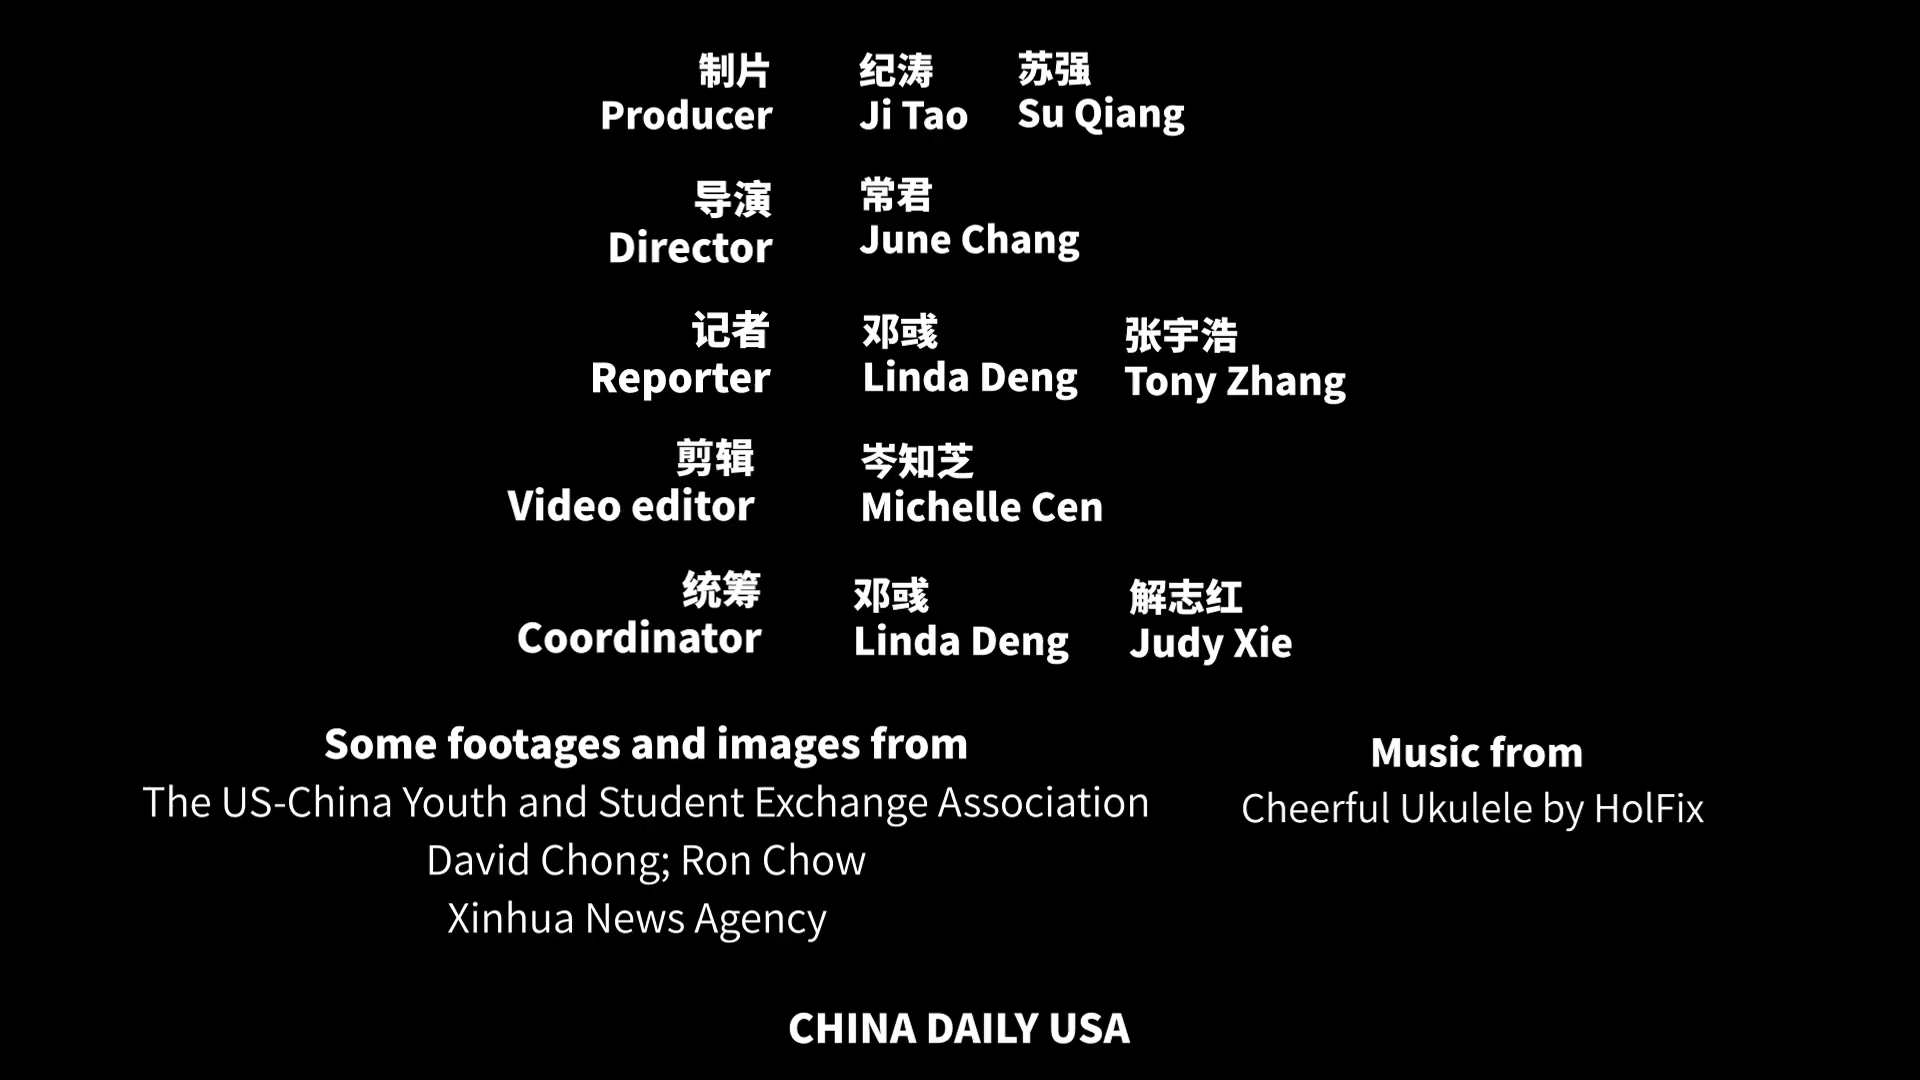 制片 纪涛 苏强
Producer Ji Tao Su Qiang
导演 常君
Director June Chang
记者 邓彧 张宇浩
Reporter Linda Deng Tony Zhang
剪辑 岑知芝
Video editor Michelle Cen
统筹 邓彧 解志红
Coordinator Linda Deng Judy Xie
Some footages and images from
The US-China Youth and Student Exchange Association
David Chong; Ron Chow
Xinhua News Agency
Music from
Cheerful Ukulele by HolFix
CHINA DAILY USA